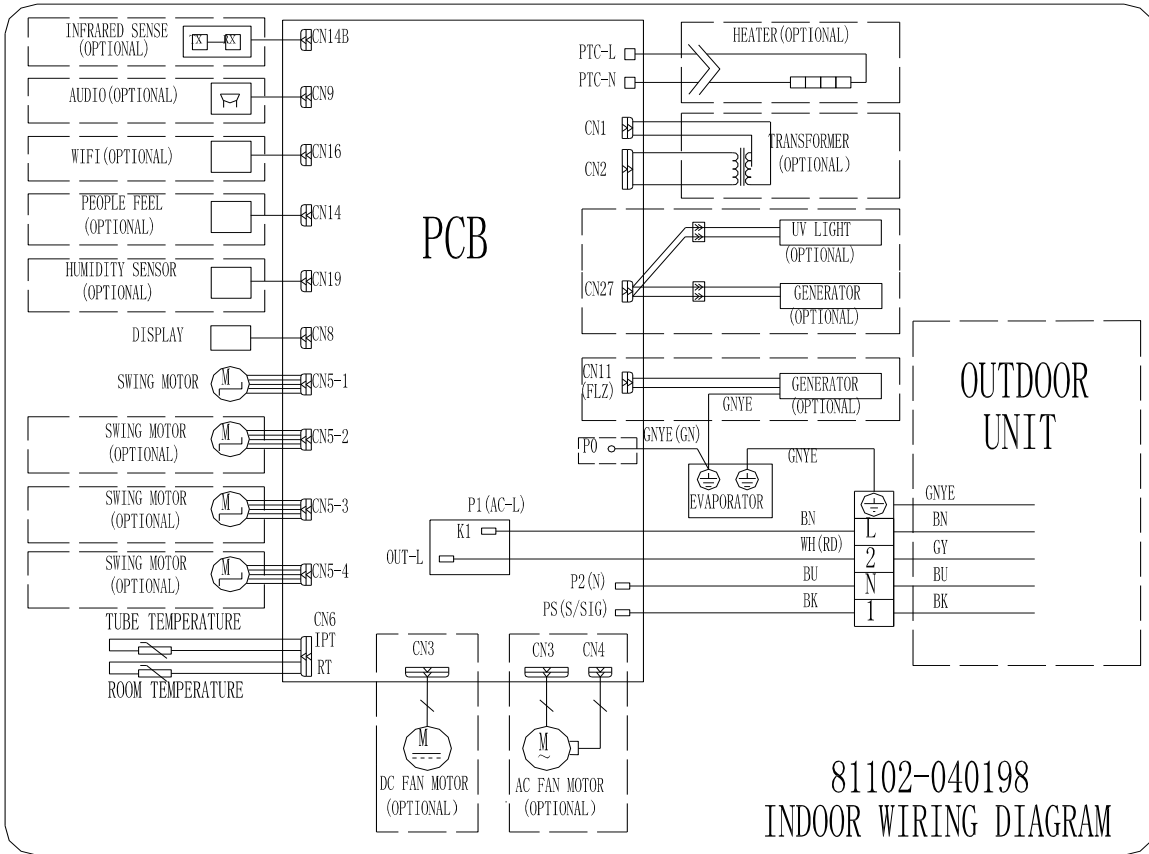 INFRARED SENSE
(OPTIONAL)
X XX
CN14B
AUDIO(OPTIONAL)
CN9
WIFI(OPTIONAL)
CN16
PEOPLE FEEL
(OPTIONAL)
CN14
HUMIDITY SENSOR
(OPTIONAL)
CN19
DISPLAY
CN8
SWING MOTOR
M
CN5-1
SWING MOTOR
(OPTIONAL)
M
CN5-2
SWING MOTOR
(OPTIONAL)
M
CN5-3
SWING MOTOR
(OPTIONAL)
M
CN5-4
TUBE TEMPERATURE
CN6
IPT
RT
ROOM TEMPERATURE
PCB
PTC-L
PTC-N
HEATER(OPTIONAL)
CN1
CN2
TRANSFORMER
(OPTIONAL)
CN27
UV LIGHT
(OPTIONAL)
GENERATOR
(OPTIONAL)
CN11
(FLZ)
GENERATOR
(OPTIONAL)
GNYE
P0
GNYE(GN)
GNYE
EVAPORATOR
P1(AC-L)
K1
OUT-L
P2(N)
PS(S/SIG)
BN
WH(RD)
BU
BK
L
2
N
1
GNYE
BN
GY
BU
BK
OUTDOOR
UNIT
CN3
M
DC FAN MOTOR
(OPTIONAL)
CN3
CN4
M
~
AC FAN MOTOR
(OPTIONAL)
81102-040198
INDOOR WIRING DIAGRAM